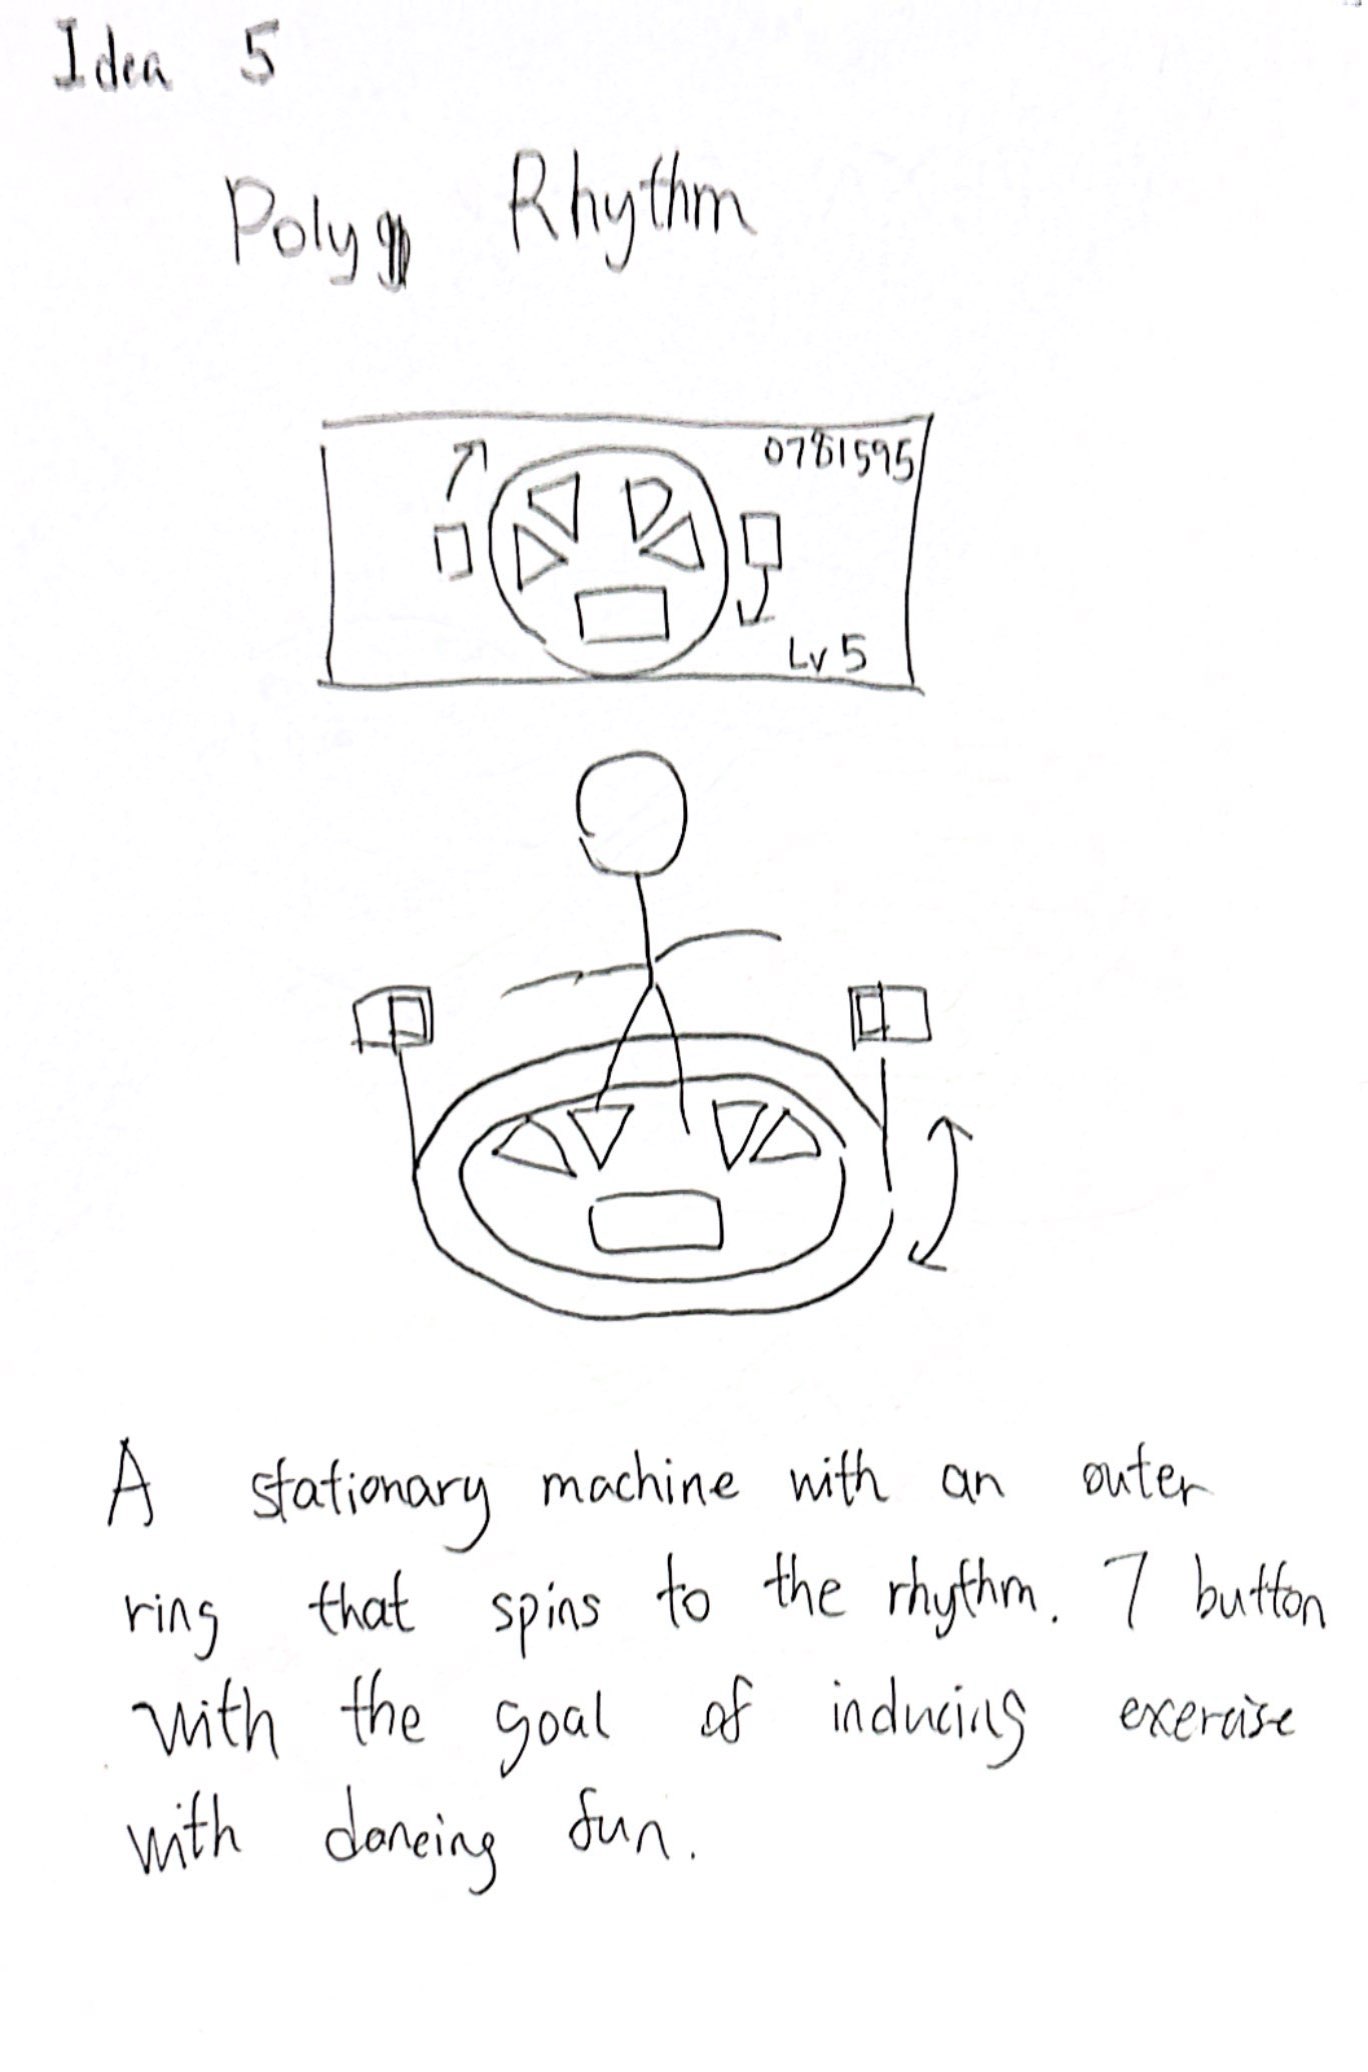 Idea 5
Poly Rhythm
0781595
Lv 5
A stationary machine with an outer
ring that spins to the rhythm. 7 button
with the goal of inducing exercise
with dancing fun.